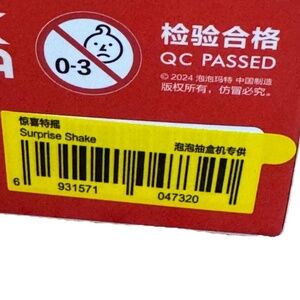 检验合格
QC PASSED
0-3
© 2024 泡泡玛特 中国制造
版权所有，仿冒必究。
惊喜特摇
Surprise Shake
泡泡抽盒机专供
6 931571 047320